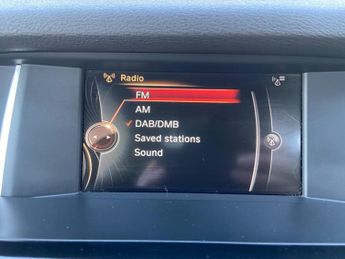 Radio
FM
AM
DAB/DMB
Saved stations
Sound